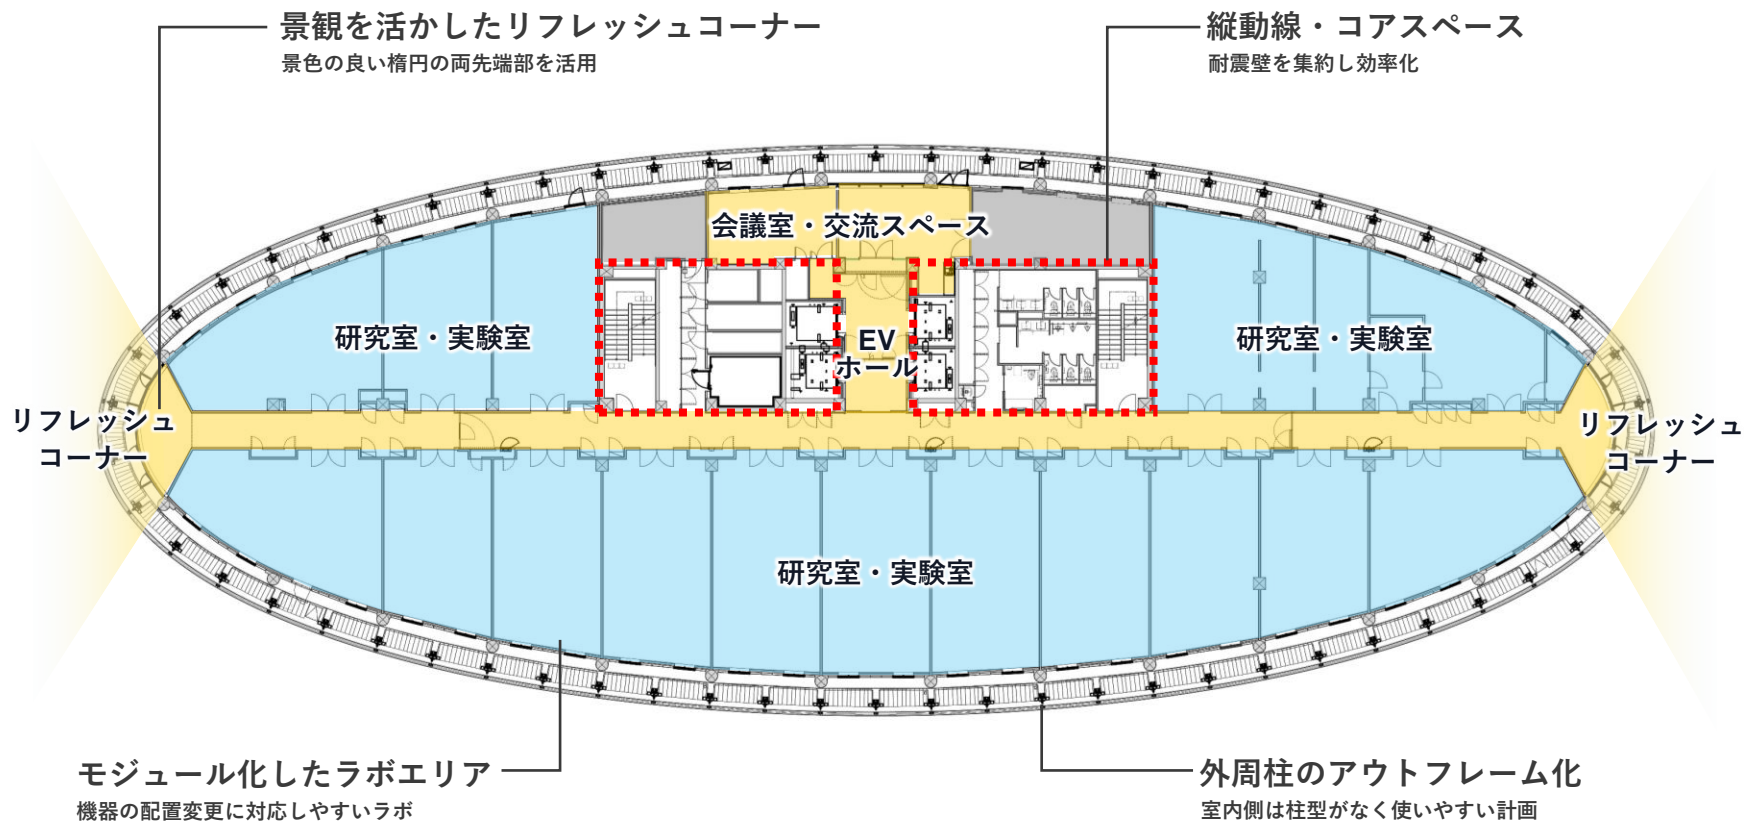 景観を活かしたリフレッシュコーナー
景色の良い楕円の両先端部を活用
縦動線・コアスペース
耐震壁を集約し効率化
会議室・交流スペース
研究室・実験室
EV
ホール
研究室・実験室
リフレッシュ
コーナー
リフレッシュ
コーナー
研究室・実験室
モジュール化したラボエリア
機器の配置変更に対応しやすいラボ
外周柱のアウトフレーム化
室内側は柱型がなく使いやすい計画